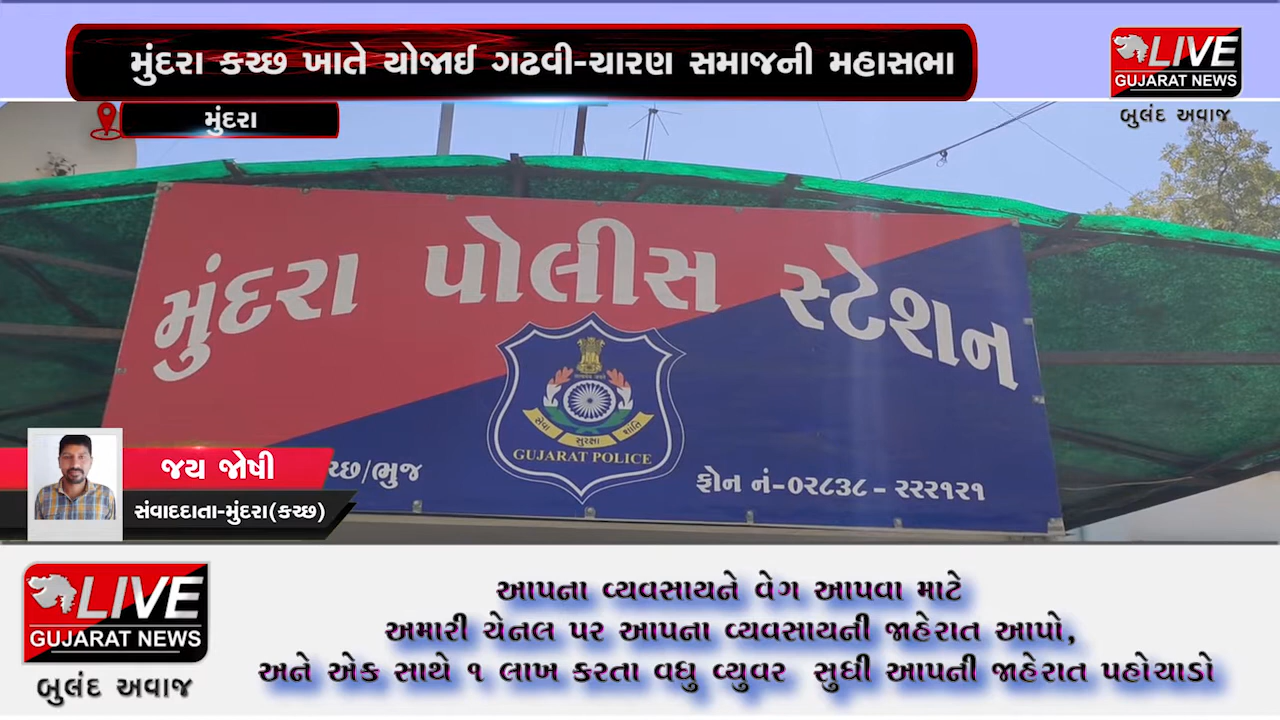 મુંદરા કચ્છ ખાતે યોજાઈ ગઢવી-ચારણ સમાજની મહાસભા
LIVE
GUJARAT NEWS
બુલંદ અવાજ
મુંદરા
મુંદરા પોલીસ સ્ટેશન
સેવા સુરક્ષા શાંતિ
GUJARAT POLICE
ચ્છ/ભુજ
ફોન નં-૦૨૮૩૮ - ૨૨૨૧૨૧
જય જોષી
સંવાદદાતા-મુંદરા(કચ્છ)
LIVE
GUJARAT NEWS
બુલંદ અવાજ
આપના વ્યવસાયને વેગ આપવા માટે
અમારી ચેનલ પર આપના વ્યવસાયની જાહેરાત આપો,
અને એક સાથે ૧ લાખ કરતા વધુ વ્યુવર સુધી આપની જાહેરાત પહોચાડો